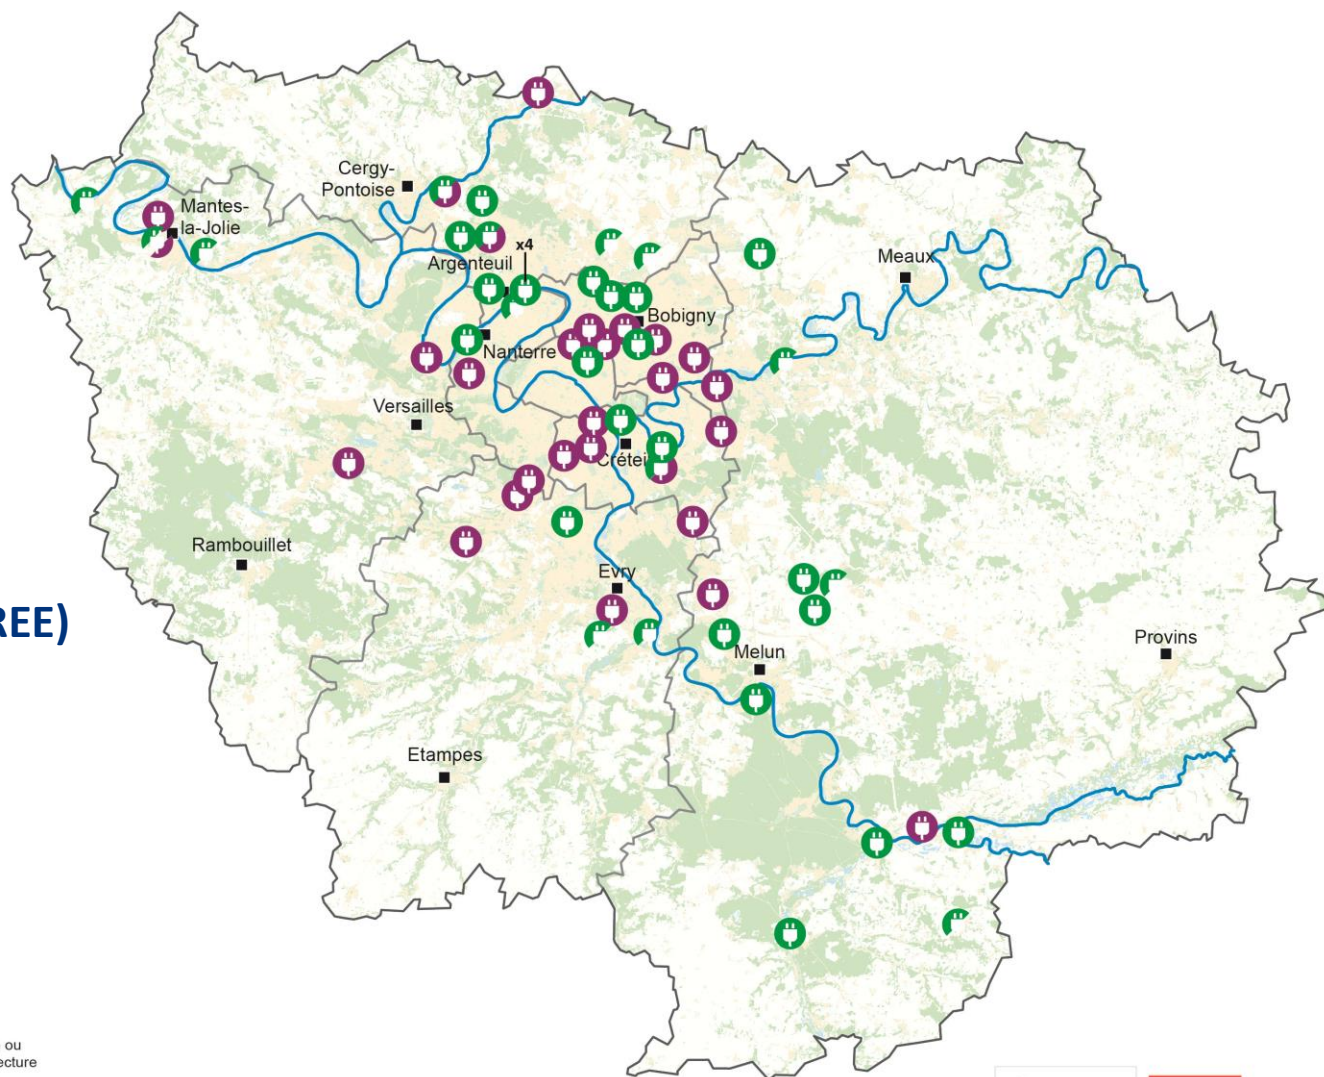 Cergy-
Pontoise
Mantes-
la-Jolie
x4
Argenteuil
Meaux
Bobigny
Nanterre
Versailles
Créteil
Rambouillet
Evry
REE)
Provins
Melun
Etampes
ou
ecture